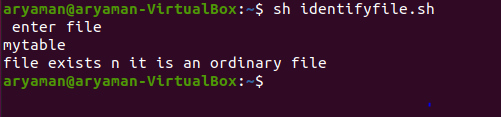 aryaman@aryaman-VirtualBox:~$ sh identifyfile.sh
 enter file
mytable
file exists n it is an ordinary file
aryaman@aryaman-VirtualBox:~$